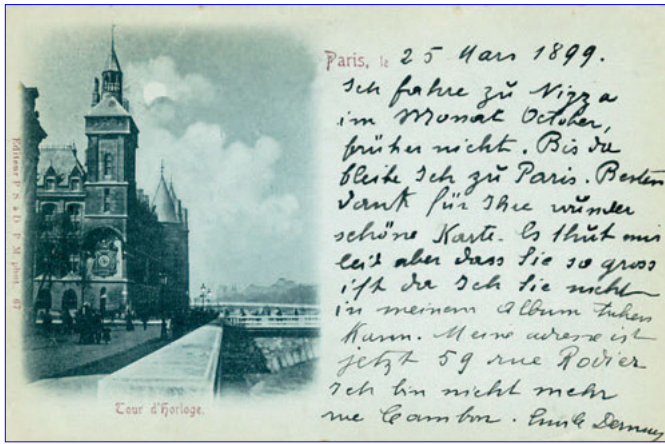 Paris, le 25 Mars 1899.
Ich fahre zu Nizza
im Monat October,
früher nicht. Bis da
bleibe Ich zu Paris. Besten
Dank für Ihre wunder
schöne Karte. Es thut mir
leid aber dass Sie so gross
ist da Ich Sie nicht
in meinem Album
Kann. Meine adresse ist
jetzt 59 rue Rodier
Ich bin nicht mehr
rue Cambon. Emile
Tour d'Horloge.
Editeur P. S. à D. P. M. phot. 67